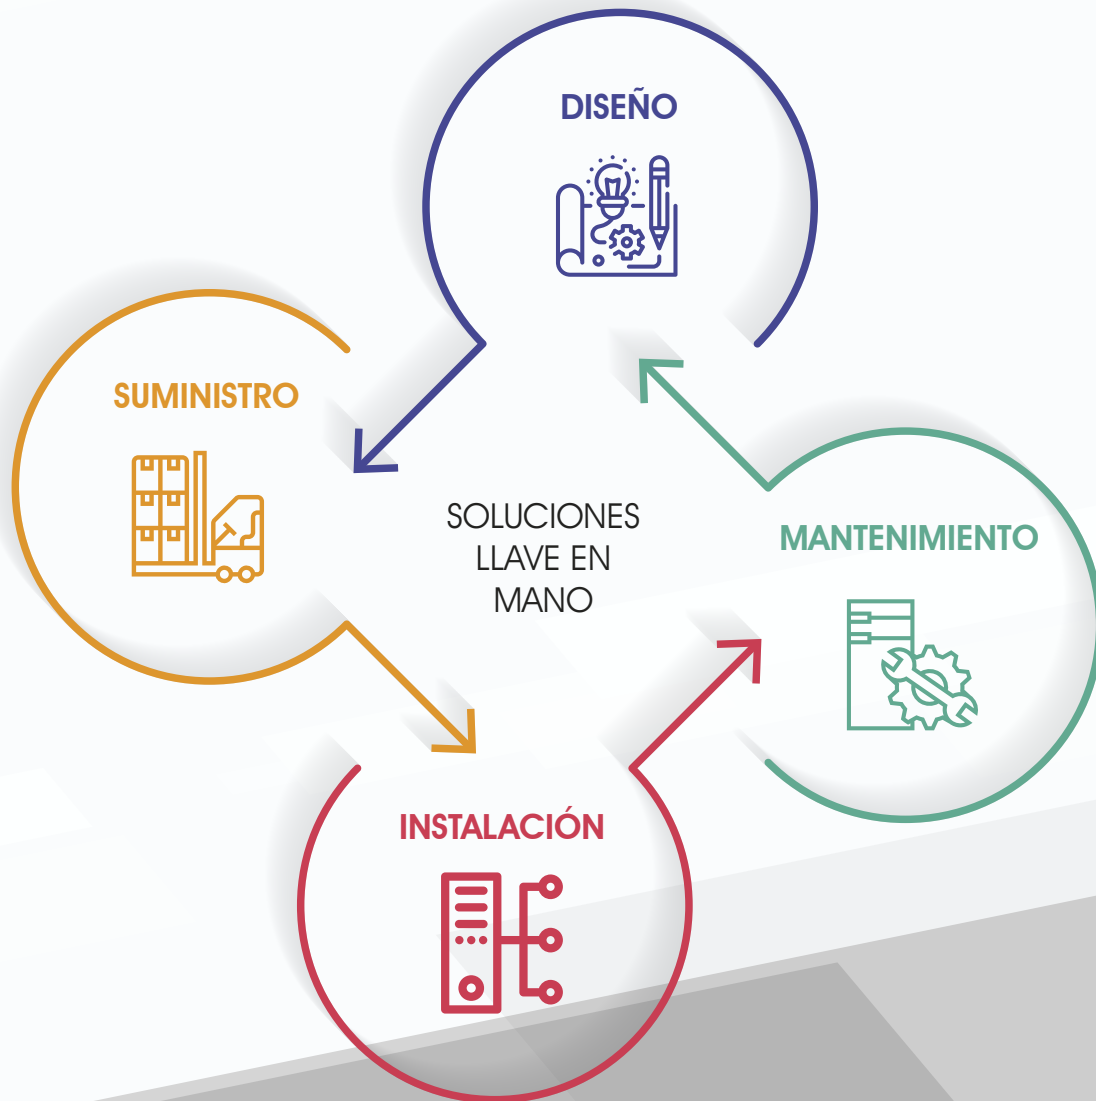 DISEÑO
SUMINISTRO
SOLUCIONES
LLAVE EN
MANO
MANTENIMIENTO
INSTALACIÓN